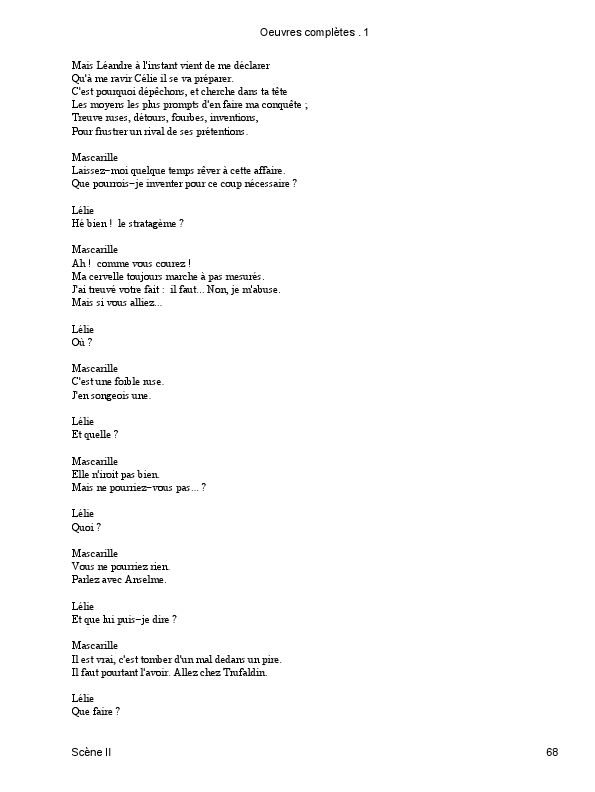 Oeuvres complètes . 1
Mais Léandre à l'instant vient de me déclarer
Qu'à me ravir Célie il se va préparer.
C'est pourquoi dépêchons, et cherche dans ta tête
Les moyens les plus prompts d'en faire ma conquête ;
Treuve ruses, détours, fourbes, inventions,
Pour frustrer un rival de ses prétentions.
Mascarille
Laissez−moi quelque temps rêver à cette affaire.
Que pourrois−je inventer pour ce coup nécessaire ?
Lélie
Hé bien ! le stratagème ?
Mascarille
Ah ! comme vous courez !
Ma cervelle toujours marche à pas mesurés.
J'ai treuvé votre fait : il faut... Non, je m'abuse.
Mais si vous alliez...
Lélie
Où ?
Mascarille
C'est une foible ruse.
J'en songeois une.
Lélie
Et quelle ?
Mascarille
Elle n'iroit pas bien.
Mais ne pourriez−vous pas... ?
Lélie
Quoi ?
Mascarille
Vous ne pourriez rien.
Parlez avec Anselme.
Lélie
Et que lui puis−je dire ?
Mascarille
Il est vrai, c'est tomber d'un mal dedans un pire.
Il faut pourtant l'avoir. Allez chez Trufaldin.
Lélie
Que faire ?
Scène II
68